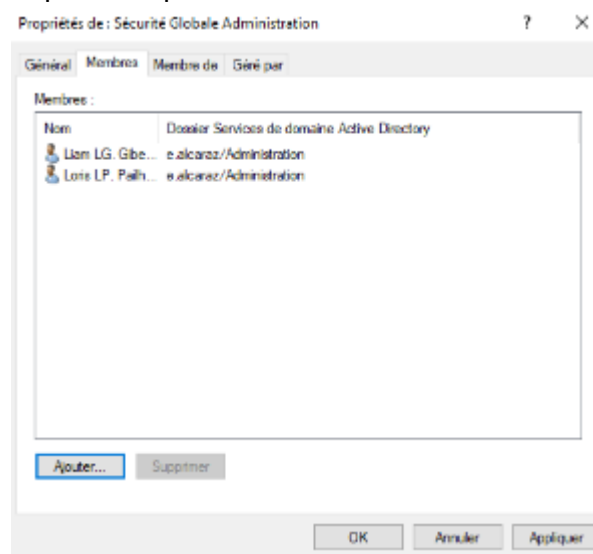 Propriétés de : Sécurité Globale Administration ? ×
Général Membres Membre de Géré par
Membres :
Nom Dossier Services de domaine Active Directory
Liam LG. Gibe... e.alcaraz/Administration
Loris LP. Pailh... e.alcaraz/Administration
Ajouter... Supprimer
OK Annuler Appliquer